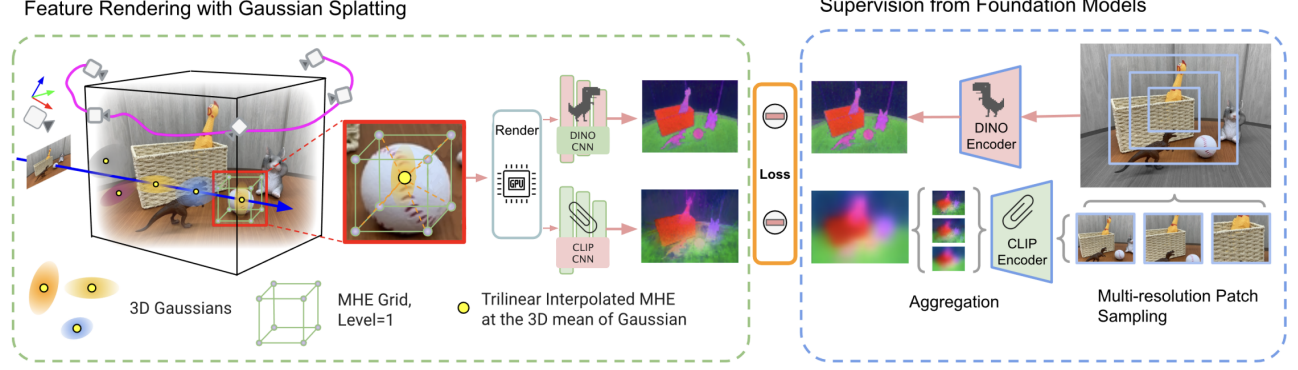 Feature Rendering with Gaussian Splatting
Supervision from Foundation Models
Render
GPU
DINO
CNN
CLIP
CNN
Loss
DINO
Encoder
CLIP
Encoder
Aggregation
Multi-resolution Patch
Sampling
3D Gaussians
MHE Grid,
Level=1
Trilinear Interpolated MHE
at the 3D mean of Gaussian